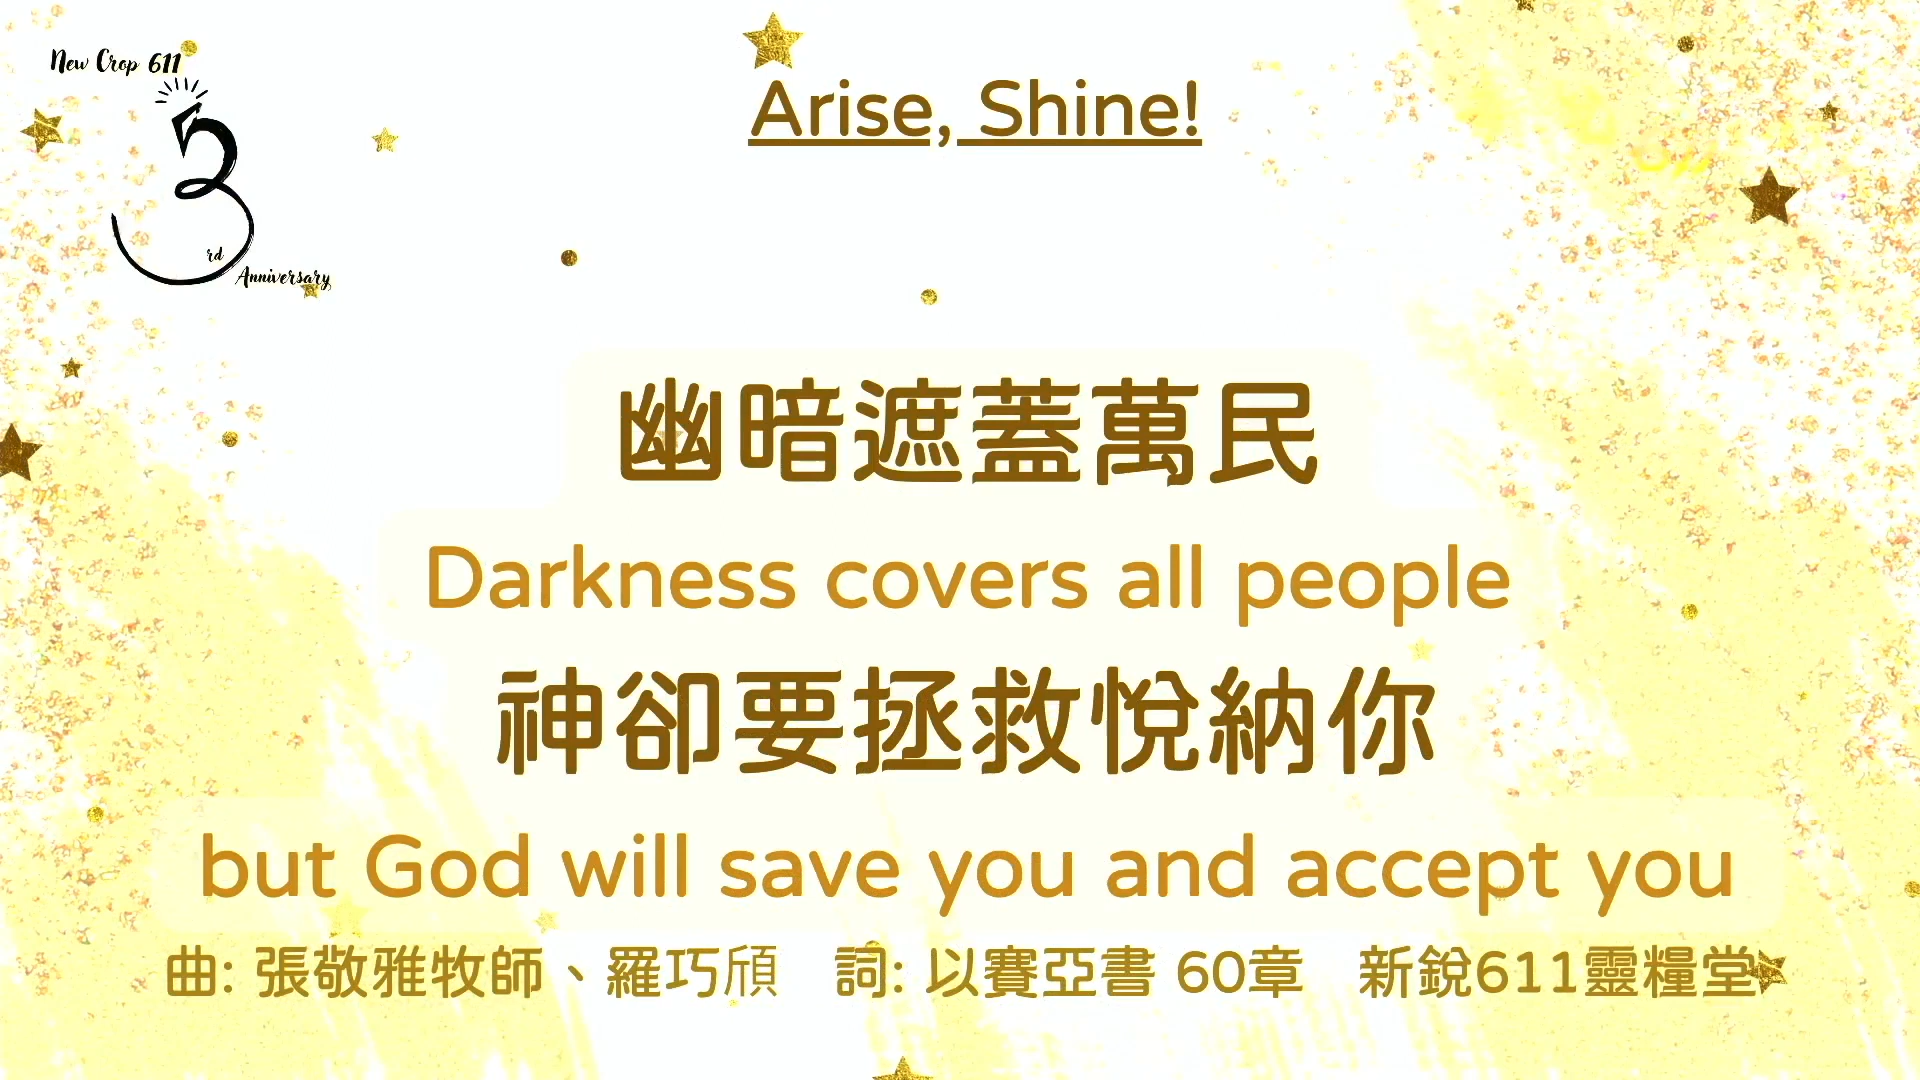 New Crop 611
3
rd
Anniversary
Arise, Shine!
幽暗遮蓋萬民
Darkness covers all people
神卻要拯救悅納你
but God will save you and accept you
曲: 張敬雅牧師、羅巧頎　詞: 以賽亞書 60章　新銳611靈糧堂